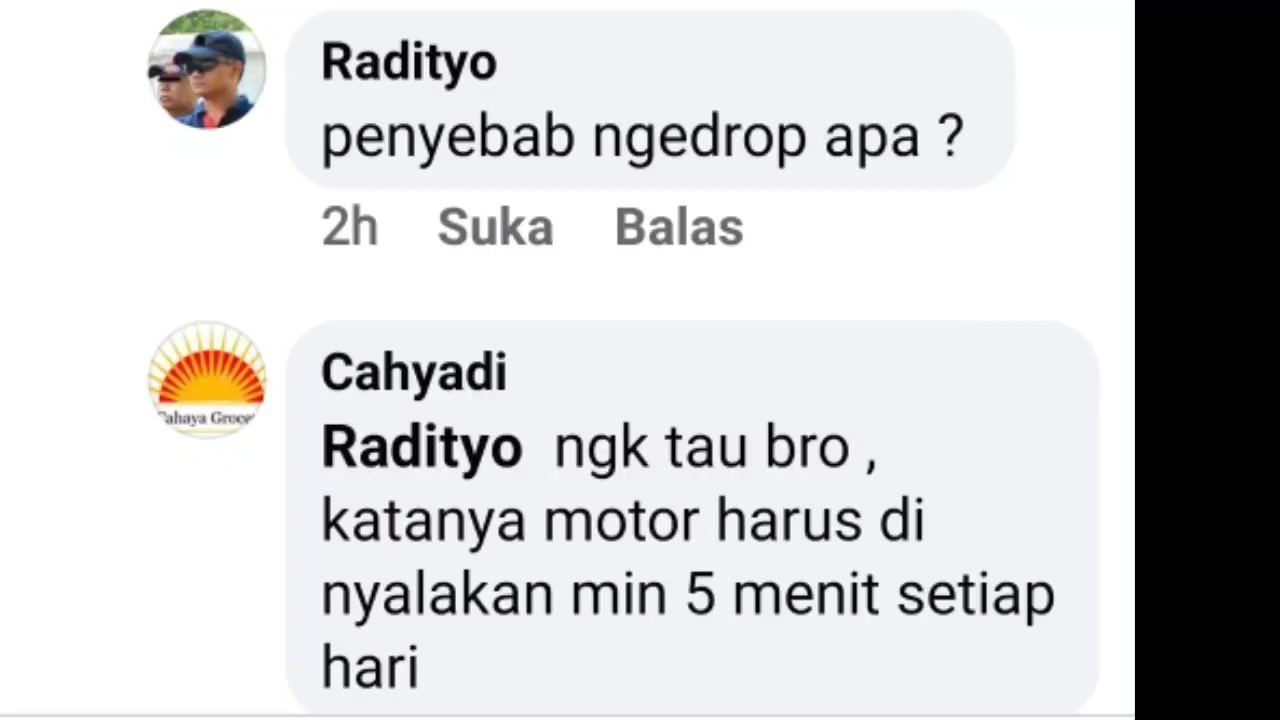 Radityo
penyebab ngedrop apa ?
2h Suka Balas
Cahyadi
Radityo ngk tau bro ,
katanya motor harus di
nyalakan min 5 menit setiap
hari